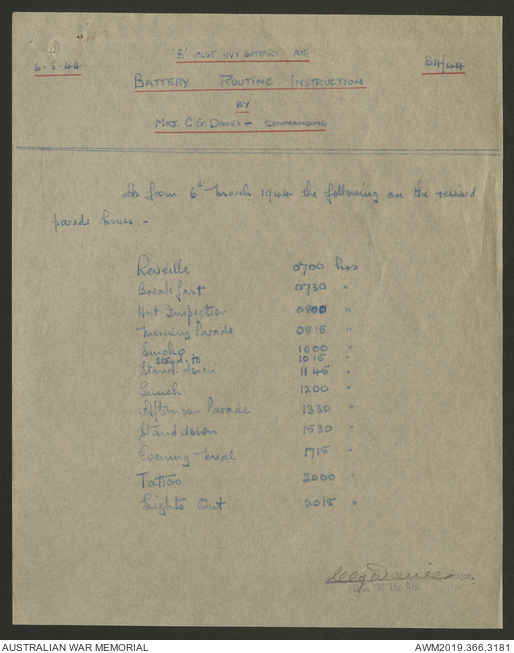 6-3-44
B' AUST HVY BATTERY AIF
B4/44
BATTERY ROUTINE INSTRUCTION
BY
MAJ. C G. DAVIES - COMMANDING
As from 6th March 1944 the following are the revised
parade hours:-
Reveille 0700 hrs
Breakfast 0730 "
Hut Inspection 0800 "
Morning Parade 0815 "
Smoko 1000 "
Stand-to 1015 "
Stand down 1145 "
Lunch 1200 "
Afternoon Parade 1330 "
Stand down 1530 "
Evening Meal 1715 "
Tattoo 2000 "
Lights Out. 2015 "
AUSTRALIAN WAR MEMORIAL
AWM2019.366.3181